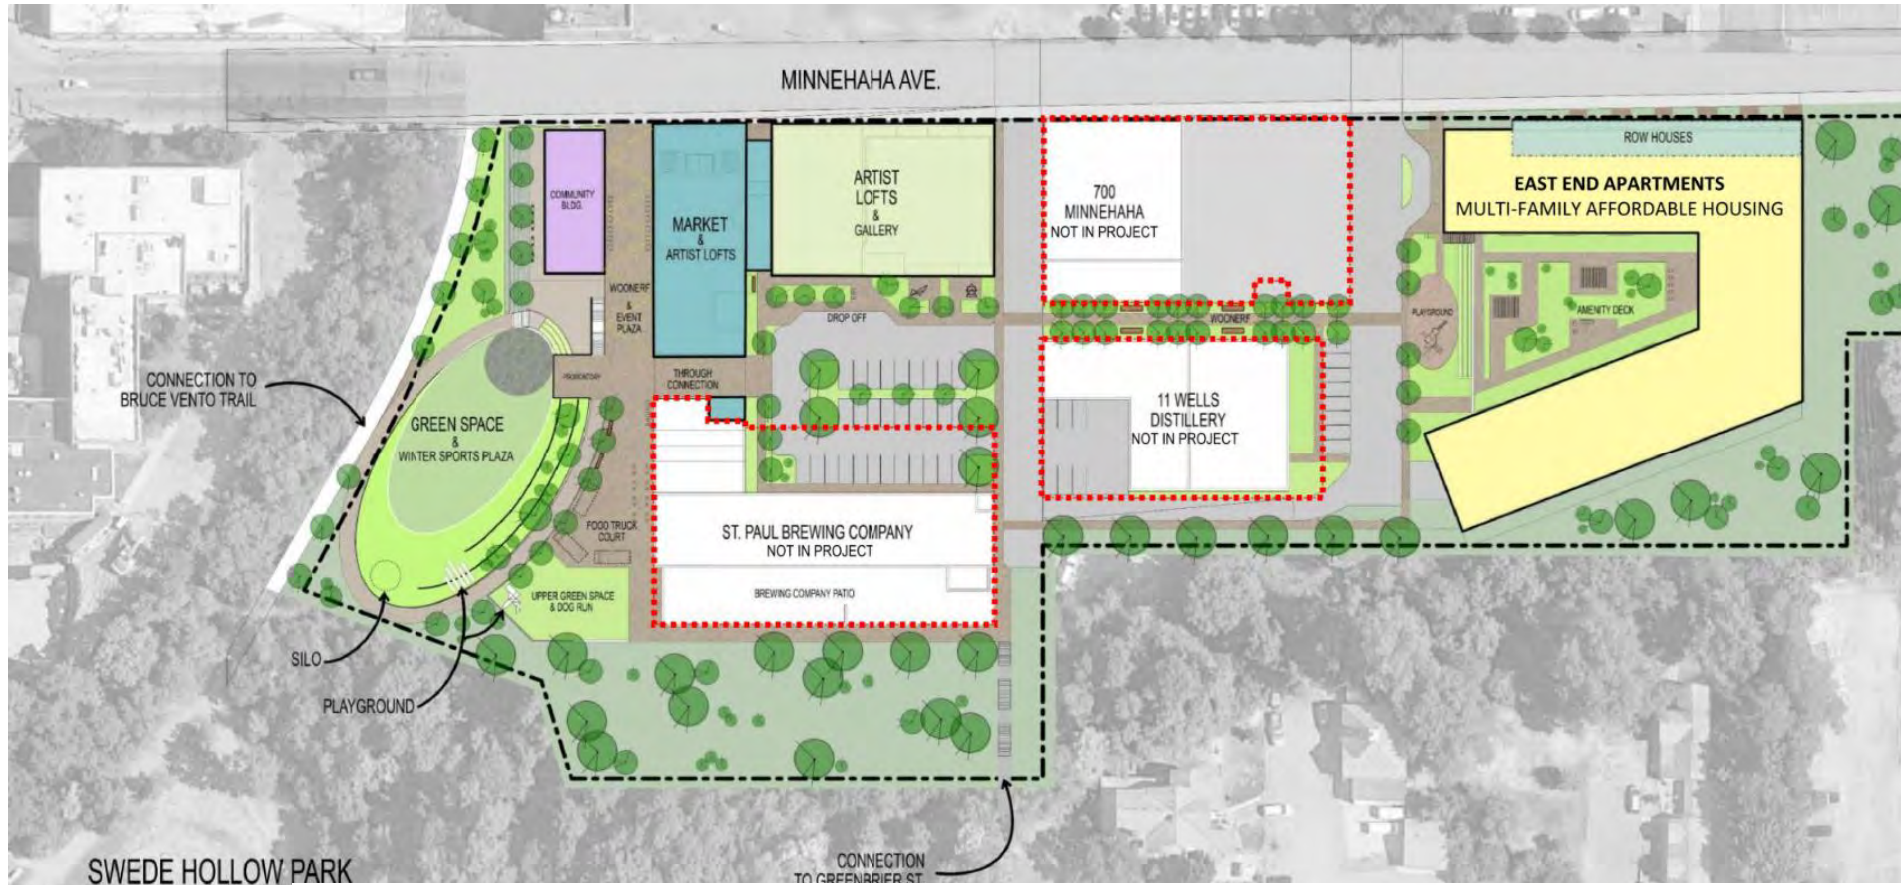 MINNEHAHA AVE.
COMMUNITY
BLDG.
MARKET
&
ARTIST LOFTS
ARTIST
LOFTS
&
GALLERY
700
MINNEHAHA
NOT IN PROJECT
ROW HOUSES
EAST END APARTMENTS
MULTI-FAMILY AFFORDABLE HOUSING
WOONERF
&
EVENT
PLAZA
DROP OFF
WOONERF
PLAYGROUND
AMENITY DECK
CONNECTION TO
BRUCE VENTO TRAIL
PROMONTORY
THROUGH
CONNECTION
GREEN SPACE
&
WINTER SPORTS PLAZA
11 WELLS
DISTILLERY
NOT IN PROJECT
FOOD TRUCK
COURT
ST. PAUL BREWING COMPANY
NOT IN PROJECT
UPPER GREEN SPACE
& DOG RUN
BREWING COMPANY PATIO
SILO
PLAYGROUND
SWEDE HOLLOW PARK
CONNECTION
TO GREENBRIER ST.